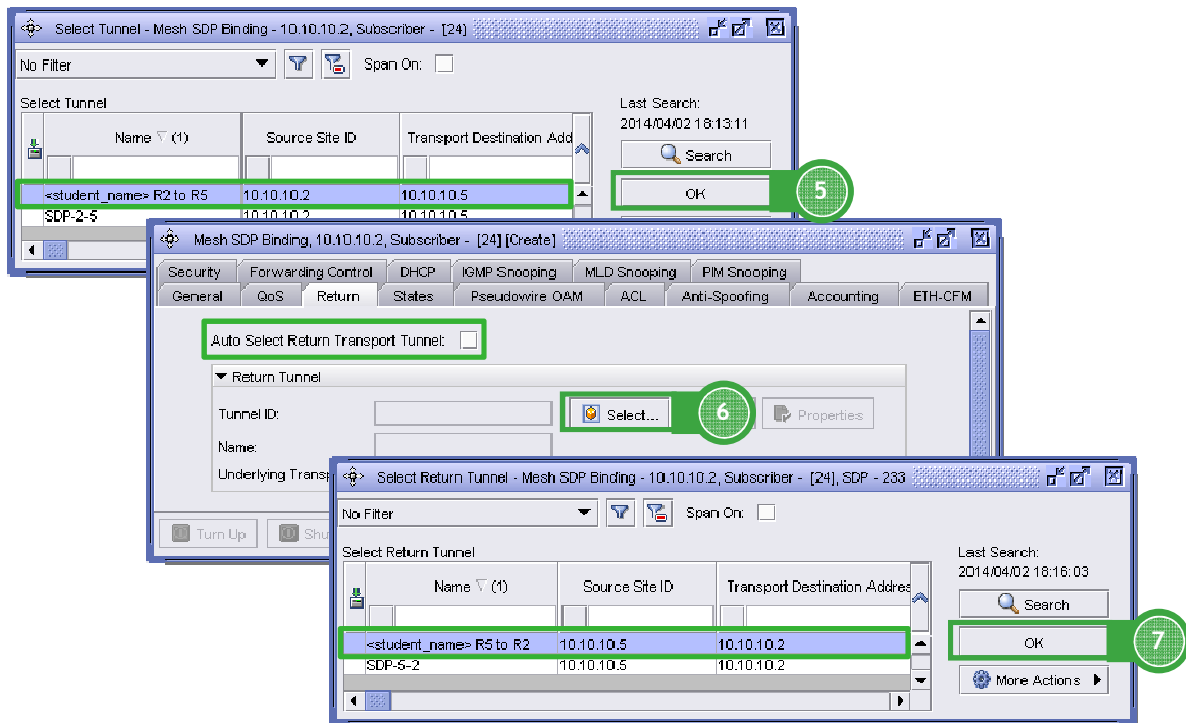 Select Tunnel - Mesh SDP Binding - 10.10.10.2, Subscriber - [24]
No Filter
Span On:
Select Tunnel
Last Search:
2014/04/02 18:13:11
Name (1) Source Site ID Transport Destination Add
Search
<student_name> R2 to R5 10.10.10.2 10.10.10.5
OK
5
SDP-2-5 10.10.10.2 10.10.10.5
Mesh SDP Binding, 10.10.10.2, Subscriber - [24] [Create]
Security Forwarding Control DHCP IGMP Snooping MLD Snooping PIM Snooping
General QoS Return States Pseudowire OAM ACL Anti-Spoofing Accounting ETH-CFM
Auto Select Return Transport Tunnel:
Return Tunnel
Tunnel ID:
Select...
6
Properties
Name:
Underlying Transp
Turn Up Shu
Select Return Tunnel - Mesh SDP Binding - 10.10.10.2, Subscriber - [24], SDP - 233
No Filter
Span On:
Select Return Tunnel
Last Search:
2014/04/02 18:16:03
Name (1) Source Site ID Transport Destination Addres
Search
<student_name> R5 to R2 10.10.10.5 10.10.10.2
OK
7
SDP-5-2 10.10.10.5 10.10.10.2
More Actions